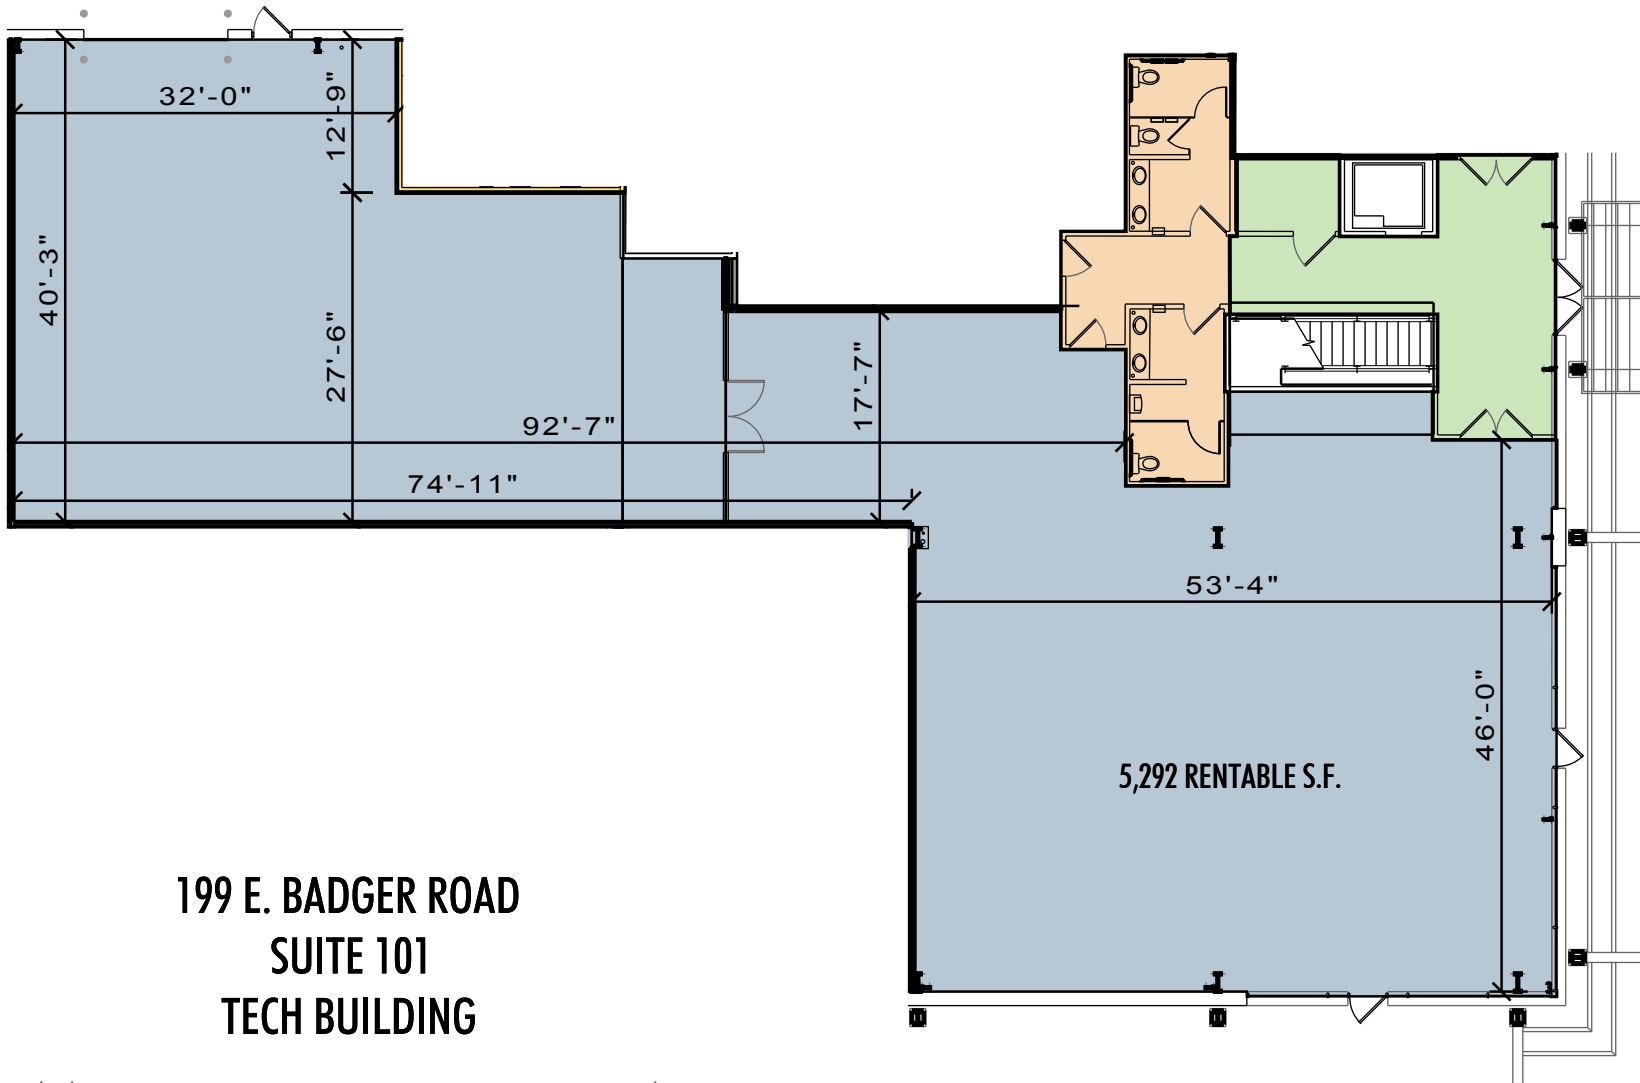 32'-0"
12'-9"
40'-3"
27'-6"
17'-7"
92'-7"
74'-11"
53'-4"
46'-0"
5,292 RENTABLE S.F.
199 E. BADGER ROAD
SUITE 101
TECH BUILDING